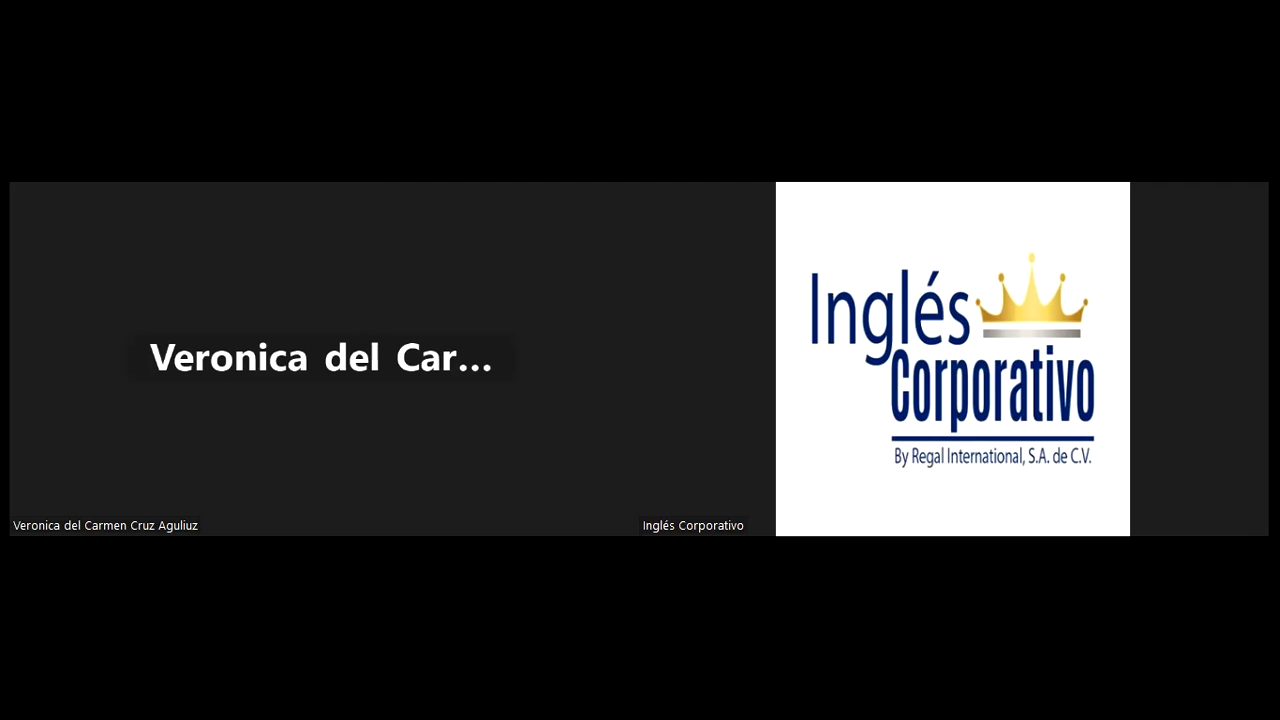 Veronica del Car...
Veronica del Carmen Cruz Aguliuz
Inglés
Corporativo
By Regal International, S.A. de C.V.
Inglés Corporativo